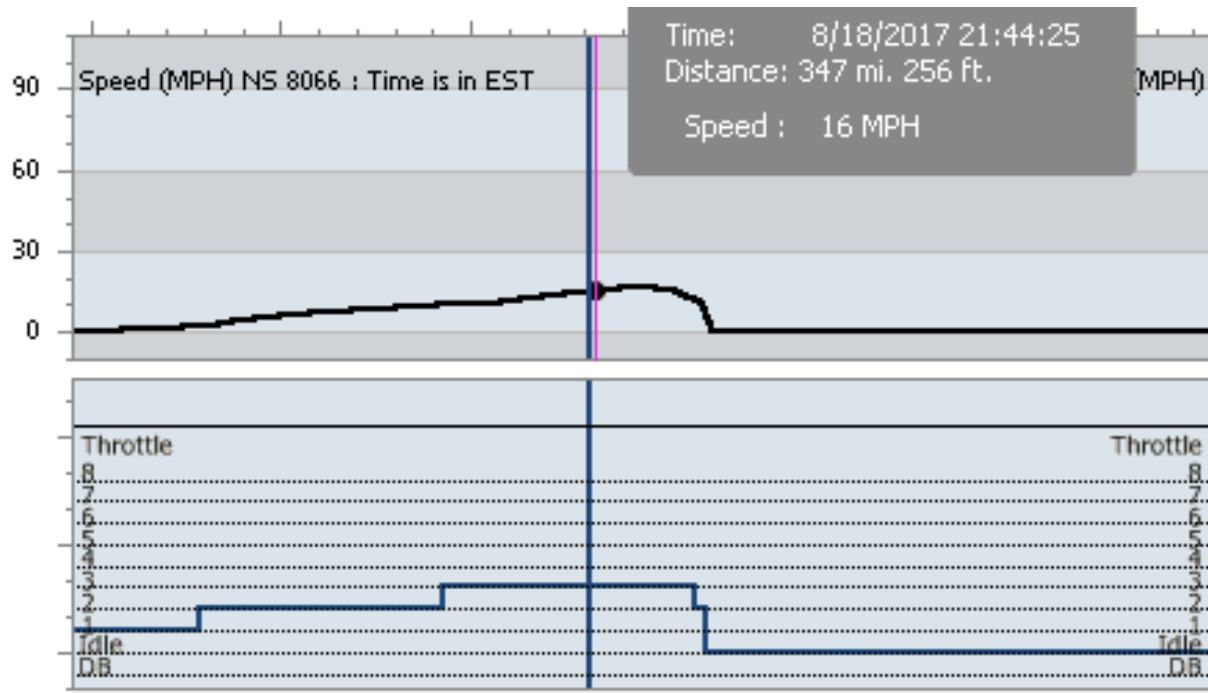 Time: 8/18/2017 21:44:25
Distance: 347 mi. 256 ft.
90 Speed (MPH) NS 8066 : Time is in EST (MPH)
Speed : 16 MPH
60
30
0
Throttle Throttle
8 8
7 7
6 6
5 5
4 4
3 3
2 2
1 1
Idle Idle
DB DB